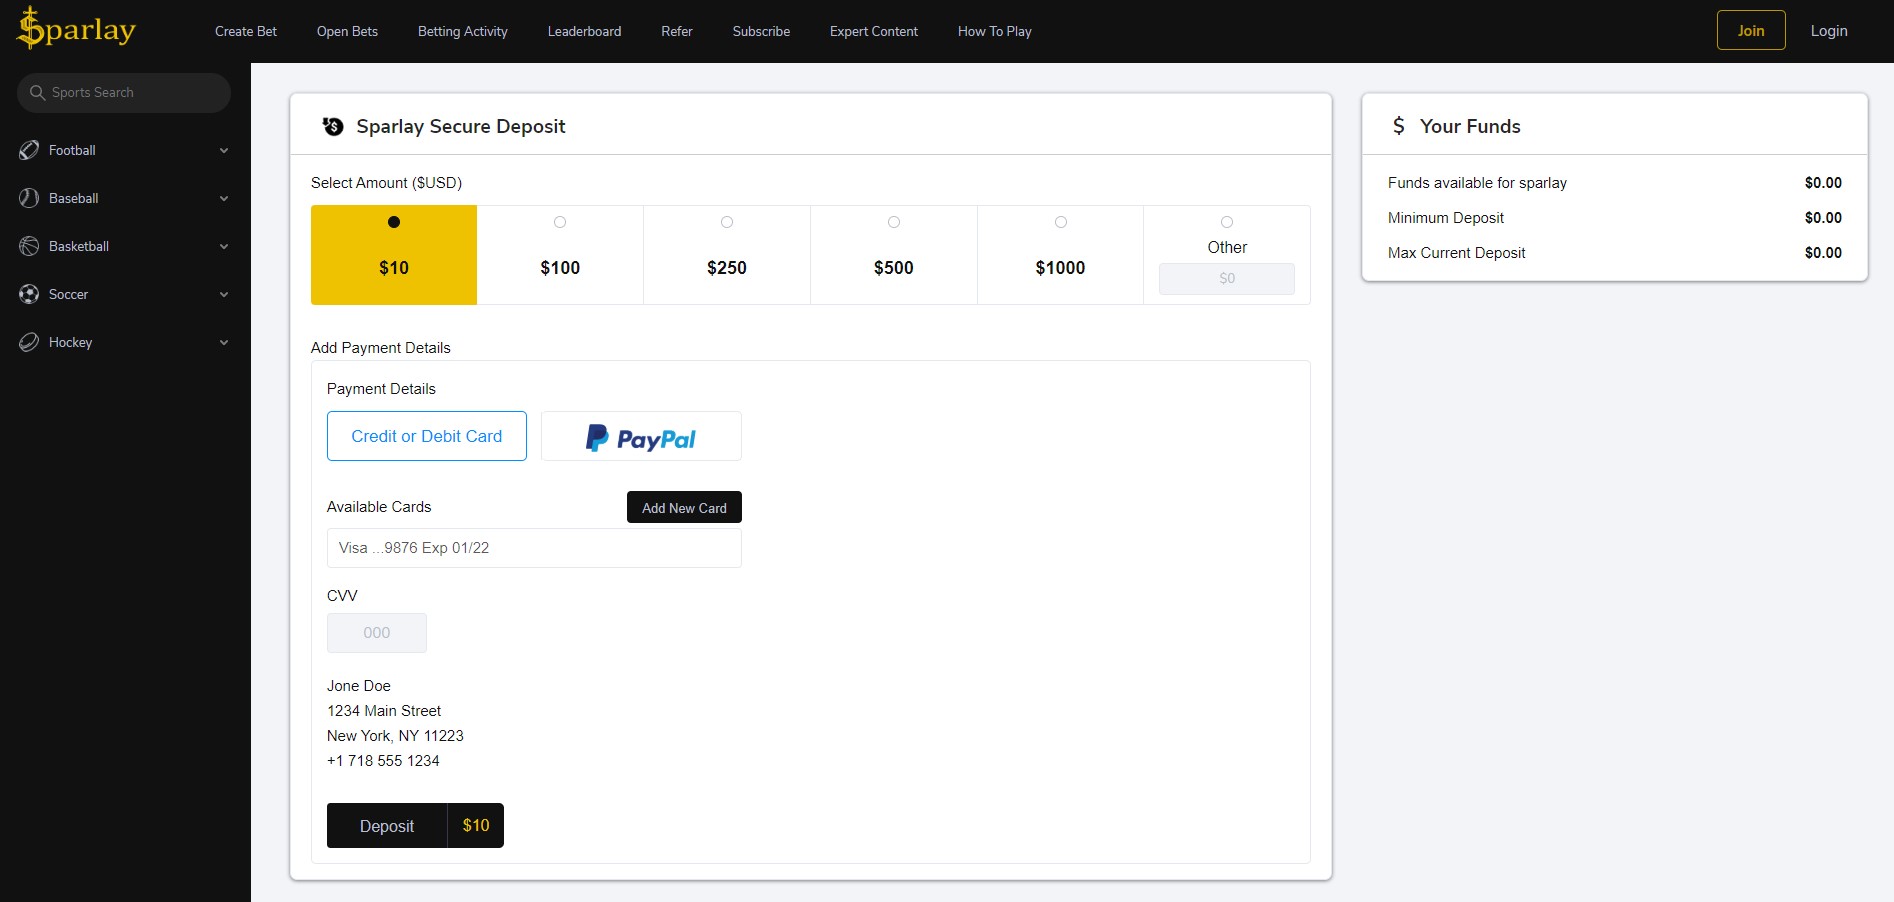 Sparlay
Create Bet
Open Bets
Betting Activity
Leaderboard
Refer
Subscribe
Expert Content
How To Play
Join
Login
Sports Search
Football
Baseball
Basketball
Soccer
Hockey
Sparlay Secure Deposit
Select Amount ($USD)
$10
$100
$250
$500
$1000
Other
$0
Add Payment Details
Payment Details
Credit or Debit Card
PayPal
Available Cards
Add New Card
Visa ...9876 Exp 01/22
CVV
000
Jone Doe
1234 Main Street
New York, NY 11223
+1 718 555 1234
Deposit $10
$ Your Funds
Funds available for sparlay $0.00
Minimum Deposit $0.00
Max Current Deposit $0.00